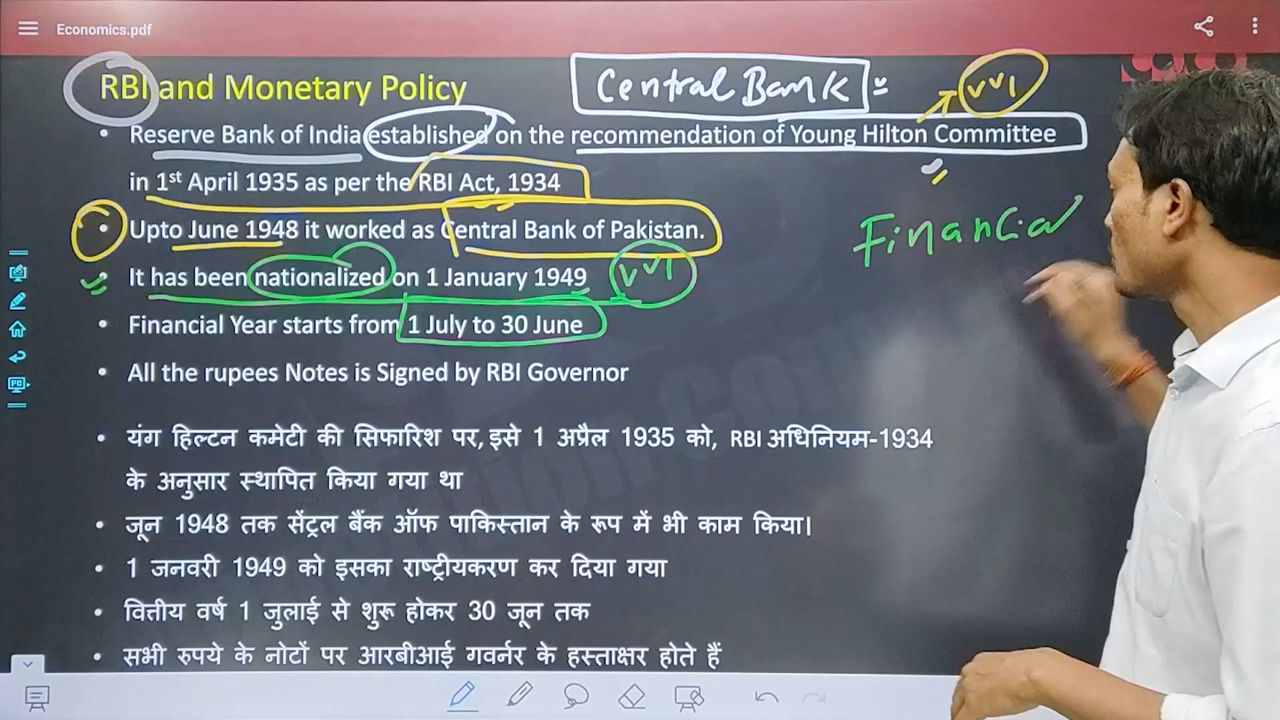 Economics.pdf
RBI and Monetary Policy
Central Bank =
VVI
• Reserve Bank of India established on the recommendation of Young Hilton Committee
in 1st April 1935 as per the RBI Act, 1934
• Upto June 1948 it worked as Central Bank of Pakistan.
Financial
• It has been nationalized on 1 January 1949
VVI
• Financial Year starts from 1 July to 30 June
• All the rupees Notes is Signed by RBI Governor
• यंग हिल्टन कमेटी की सिफारिश पर, इसे 1 अप्रैल 1935 को, RBI अधिनियम-1934
के अनुसार स्थापित किया गया था
• जून 1948 तक सेंट्रल बैंक ऑफ पाकिस्तान के रूप में भी काम किया।
• 1 जनवरी 1949 को इसका राष्ट्रीयकरण कर दिया गया
• वित्तीय वर्ष 1 जुलाई से शुरू होकर 30 जून तक
• सभी रुपये के नोटों पर आरबीआई गवर्नर के हस्ताक्षर होते हैं